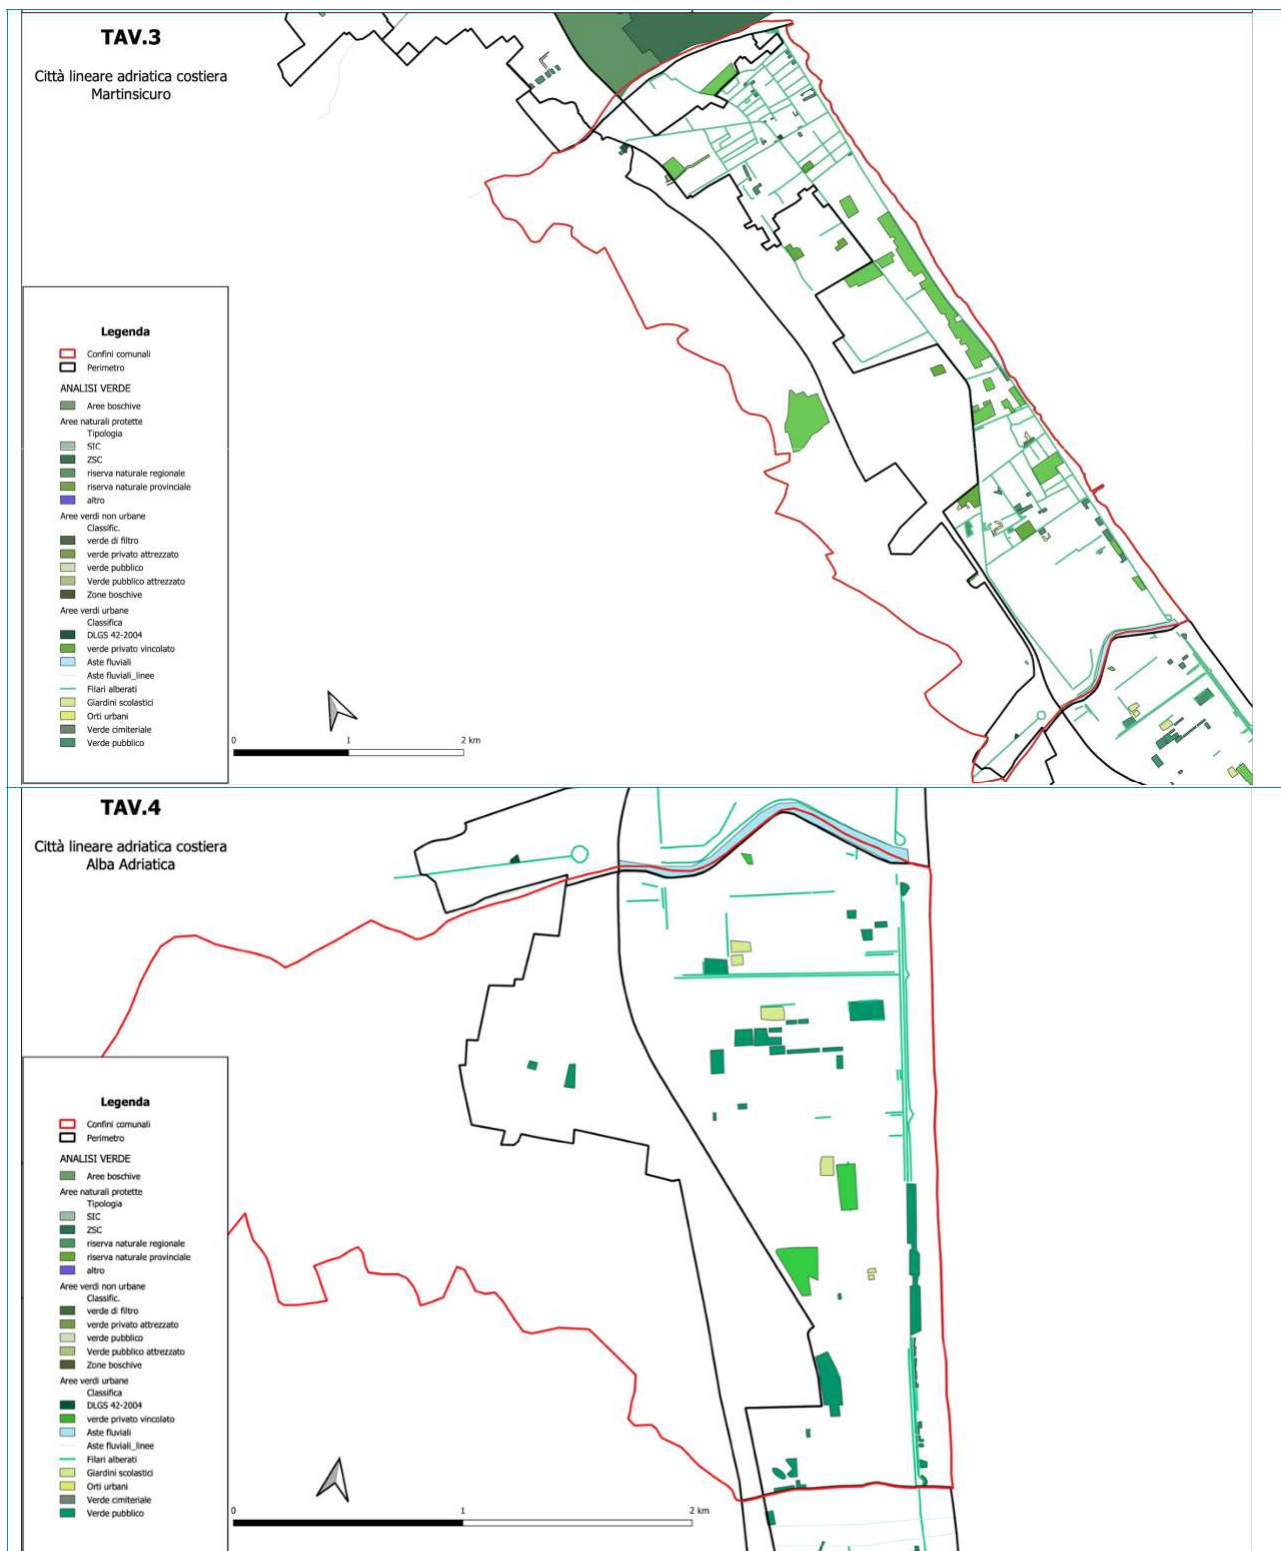 TAV.3
Città lineare adriatica costiera
Martinsicuro
Legenda
Confini comunali
Perimetro
ANALISI VERDE
Aree boschive
Aree naturali protette
Tipologia
SIC
ZSC
riserva naturale regionale
riserva naturale provinciale
altro
Aree verdi non urbane
Classific.
verde di filtro
verde privato attrezzato
verde pubblico
Verde pubblico attrezzato
Zone boschive
Aree verdi urbane
Classifica
DLGS 42-2004
verde privato vincolato
Aste fluviali
Aste fluviali_linee
Filari alberati
Giardini scolastici
Orti urbani
Verde cimiteriale
Verde pubblico
0 1 2 km
TAV.4
Città lineare adriatica costiera
Alba Adriatica
Legenda
Confini comunali
Perimetro
ANALISI VERDE
Aree boschive
Aree naturali protette
Tipologia
SIC
ZSC
riserva naturale regionale
riserva naturale provinciale
altro
Aree verdi non urbane
Classific.
verde di filtro
verde privato attrezzato
verde pubblico
Verde pubblico attrezzato
Zone boschive
Aree verdi urbane
Classifica
DLGS 42-2004
verde privato vincolato
Aste fluviali
Aste fluviali_linee
Filari alberati
Giardini scolastici
Orti urbani
Verde cimiteriale
Verde pubblico
0 1 2 km